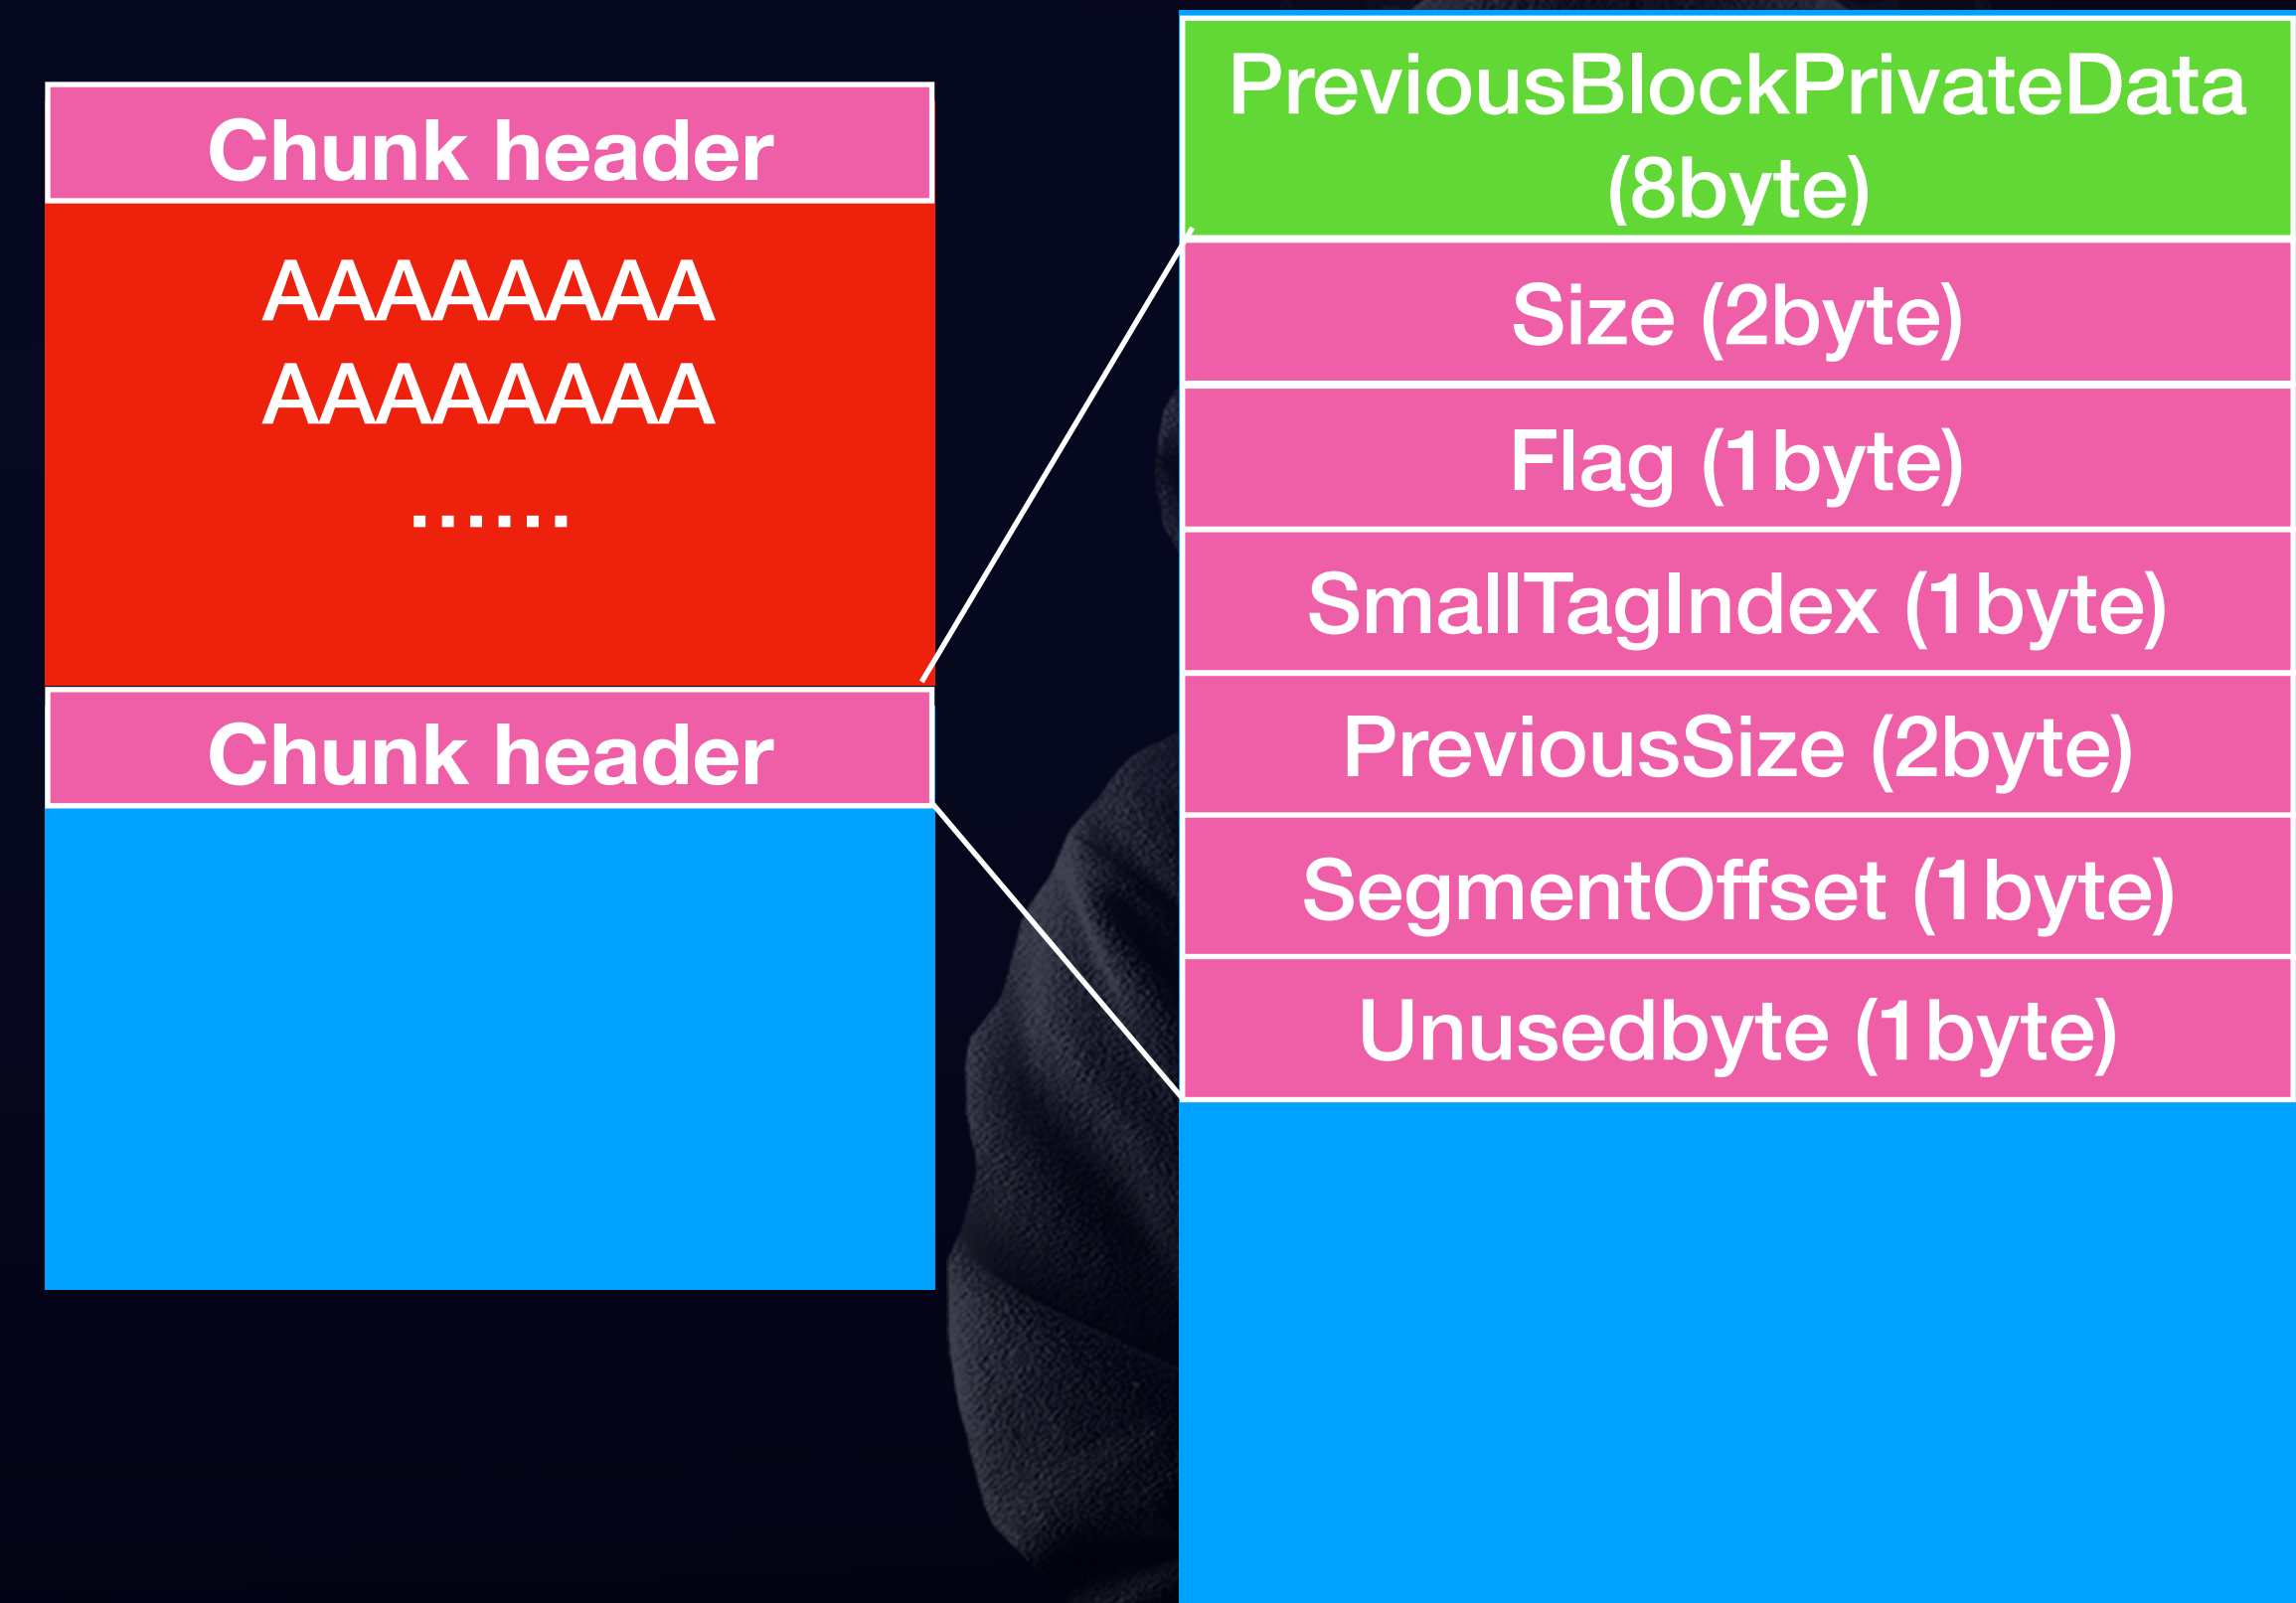 Chunk header
AAAAAAAA
AAAAAAAA
......
Chunk header
PreviousBlockPrivateData
(8byte)
Size (2byte)
Flag (1byte)
SmallTagIndex (1byte)
PreviousSize (2byte)
SegmentOffset (1byte)
Unusedbyte (1byte)